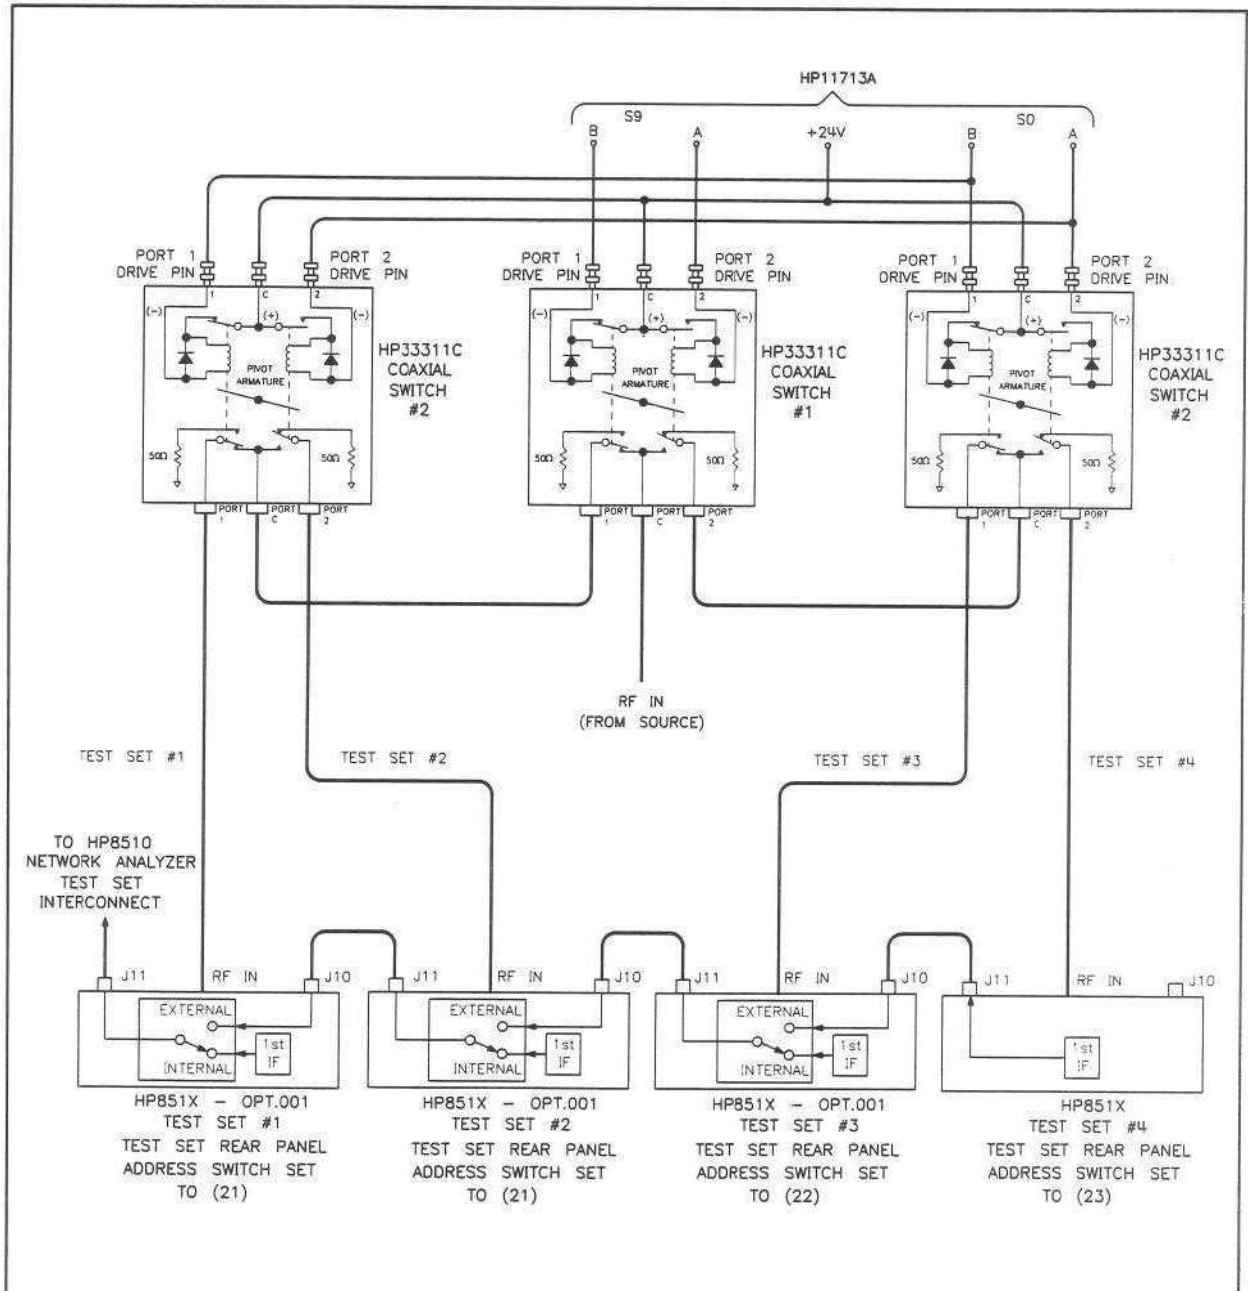 HP11713A
S9
S0
B
A
+24V
B
A
PORT 1
DRIVE PIN
PORT 2
DRIVE PIN
PORT 1
DRIVE PIN
PORT 2
DRIVE PIN
PORT 1
DRIVE PIN
PORT 2
DRIVE PIN
1
C
2
(-)
(+)
(-)
PIVOT
ARMATURE
50Ω
50Ω
HP33311C
COAXIAL
SWITCH
#2
1
C
2
(-)
(+)
(-)
PIVOT
ARMATURE
50Ω
50Ω
HP33311C
COAXIAL
SWITCH
#1
1
C
2
(-)
(+)
(-)
PIVOT
ARMATURE
50Ω
50Ω
HP33311C
COAXIAL
SWITCH
#2
PORT
1
PORT
C
PORT
2
PORT
1
PORT
C
PORT
2
PORT
1
PORT
C
PORT
2
RF IN
(FROM SOURCE)
TEST SET #1
TEST SET #2
TEST SET #3
TEST SET #4
TO HP8510
NETWORK ANALYZER
TEST SET
INTERCONNECT
J11
RF IN
J10
J11
RF IN
J10
J11
RF IN
J10
J11
RF IN
J10
EXTERNAL
INTERNAL
1st
IF
EXTERNAL
INTERNAL
1st
IF
EXTERNAL
INTERNAL
1st
IF
1st
IF
HP851X - OPT.001
TEST SET #1
TEST SET REAR PANEL
ADDRESS SWITCH SET
TO (21)
HP851X - OPT.001
TEST SET #2
TEST SET REAR PANEL
ADDRESS SWITCH SET
TO (21)
HP851X - OPT.001
TEST SET #3
TEST SET REAR PANEL
ADDRESS SWITCH SET
TO (22)
HP851X
TEST SET #4
TEST SET REAR PANEL
ADDRESS SWITCH SET
TO (23)